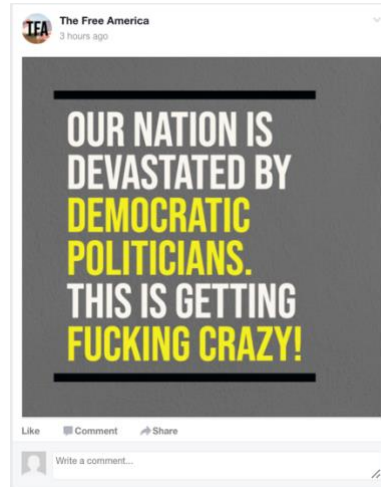 TFA
The Free America
3 hours ago
OUR NATION IS
DEVASTATED BY
DEMOCRATIC
POLITICIANS.
THIS IS GETTING
FUCKING CRAZY!
Like Comment Share
Write a comment...